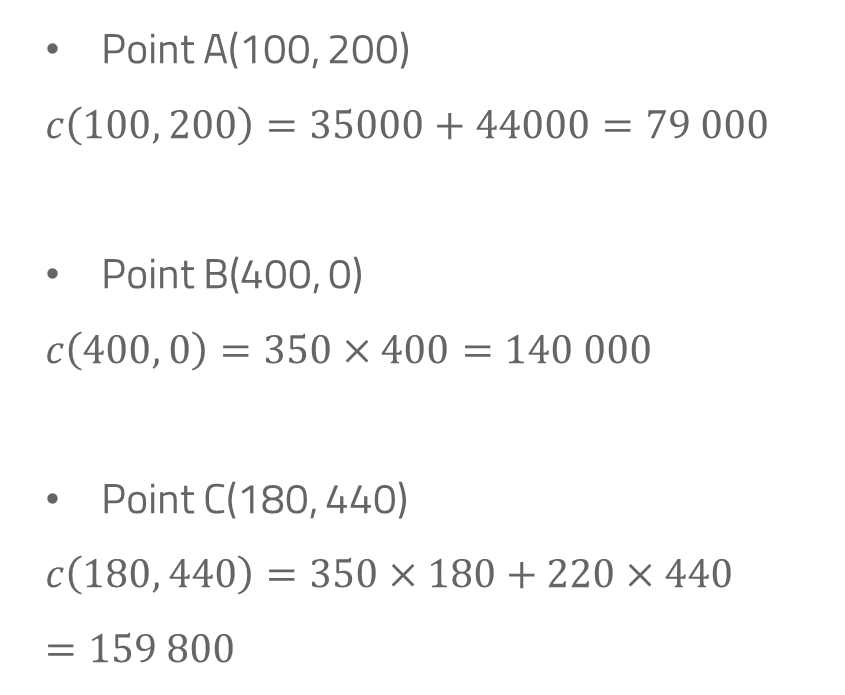 • Point A(100, 200)
c(100, 200) = 35000 + 44000 = 79 000
• Point B(400, 0)
c(400, 0) = 350 × 400 = 140 000
• Point C(180, 440)
c(180, 440) = 350 × 180 + 220 × 440
= 159 800